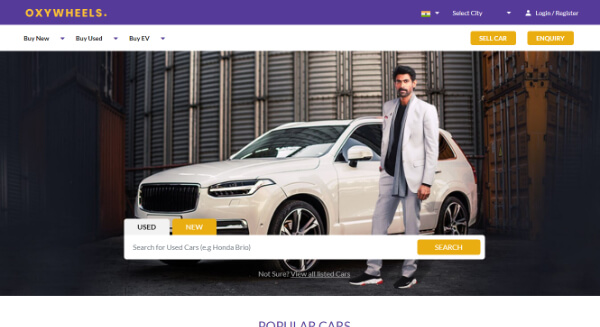 OXYWHEELS.
Select City
Login / Register
Buy New
Buy Used
Buy EV
SELL CAR
ENQUIRY
USED
NEW
Search for Used Cars (e.g Honda Brio)
SEARCH
Not Sure? View all listed Cars
POPULAR CARS